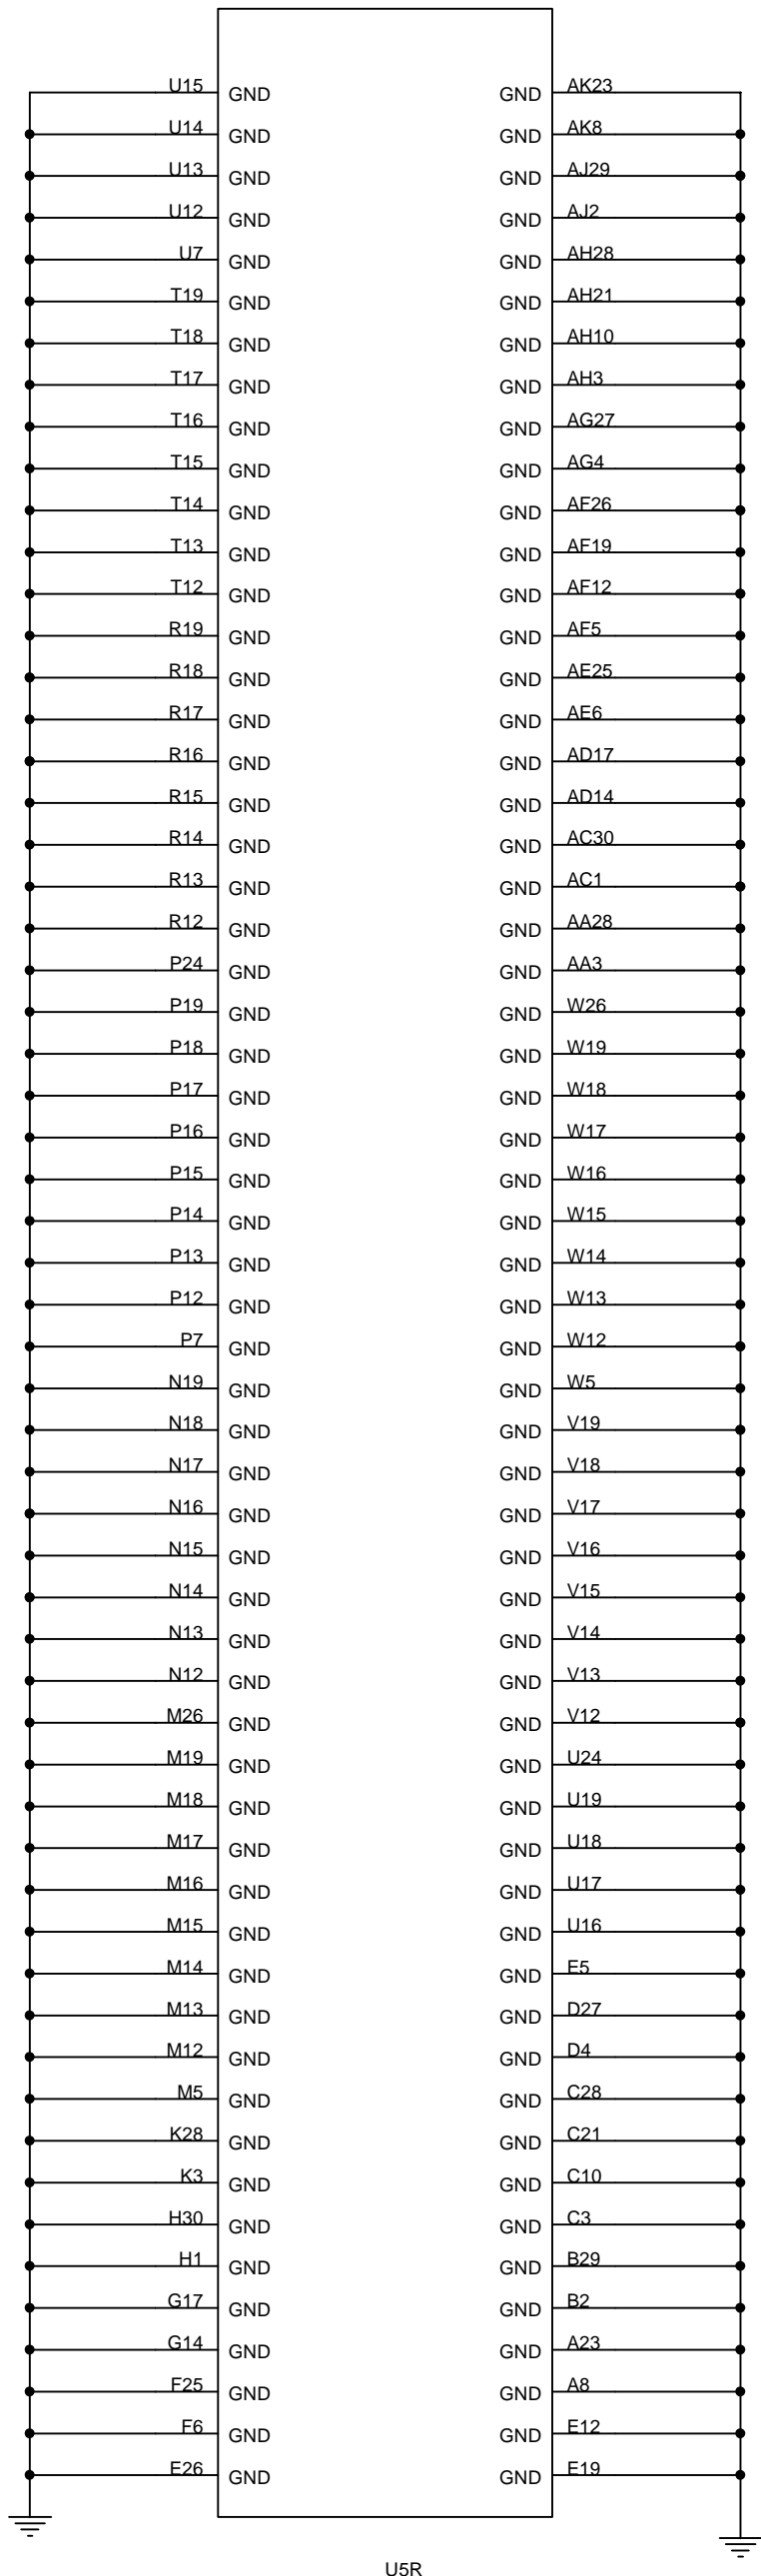 U15 GND GND AK23
U14 GND GND AK8
U13 GND GND AJ29
U12 GND GND AJ2
U7 GND GND AH28
T19 GND GND AH21
T18 GND GND AH10
T17 GND GND AH3
T16 GND GND AG27
T15 GND GND AG4
T14 GND GND AF26
T13 GND GND AF19
T12 GND GND AF12
R19 GND GND AF5
R18 GND GND AE25
R17 GND GND AE6
R16 GND GND AD17
R15 GND GND AD14
R14 GND GND AC30
R13 GND GND AC1
R12 GND GND AA28
P24 GND GND AA3
P19 GND GND W26
P18 GND GND W19
P17 GND GND W18
P16 GND GND W17
P15 GND GND W16
P14 GND GND W15
P13 GND GND W14
P12 GND GND W13
P7 GND GND W12
N19 GND GND W5
N18 GND GND V19
N17 GND GND V18
N16 GND GND V17
N15 GND GND V16
N14 GND GND V15
N13 GND GND V14
N12 GND GND V13
M26 GND GND V12
M19 GND GND U24
M18 GND GND U19
M17 GND GND U18
M16 GND GND U17
M15 GND GND U16
M14 GND GND E5
M13 GND GND D27
M12 GND GND D4
M5 GND GND C28
K28 GND GND C21
K3 GND GND C10
H30 GND GND C3
H1 GND GND B29
G17 GND GND B2
G14 GND GND A23
F25 GND GND A8
F6 GND GND E12
E26 GND GND E19
U5R